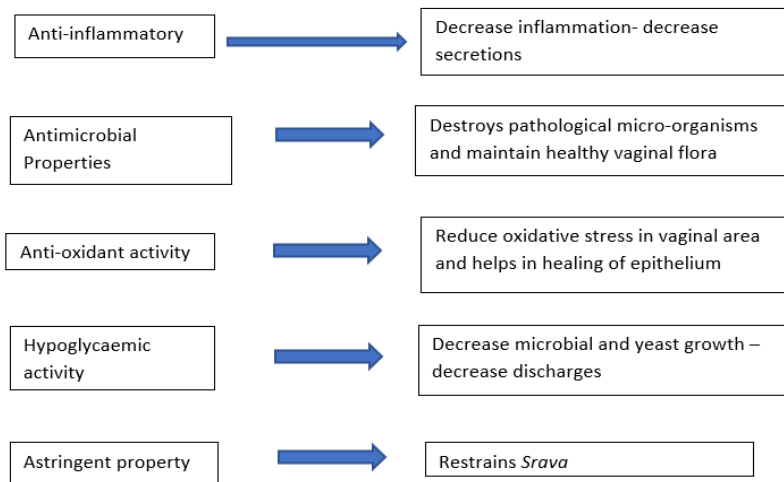 Anti-inflammatory
Decrease inflammation- decrease
secretions
Antimicrobial
Properties
Destroys pathological micro-organisms
and maintain healthy vaginal flora
Anti-oxidant activity
Reduce oxidative stress in vaginal area
and helps in healing of epithelium
Hypoglycaemic
activity
Decrease microbial and yeast growth –
decrease discharges
Astringent property
Restrains Srava